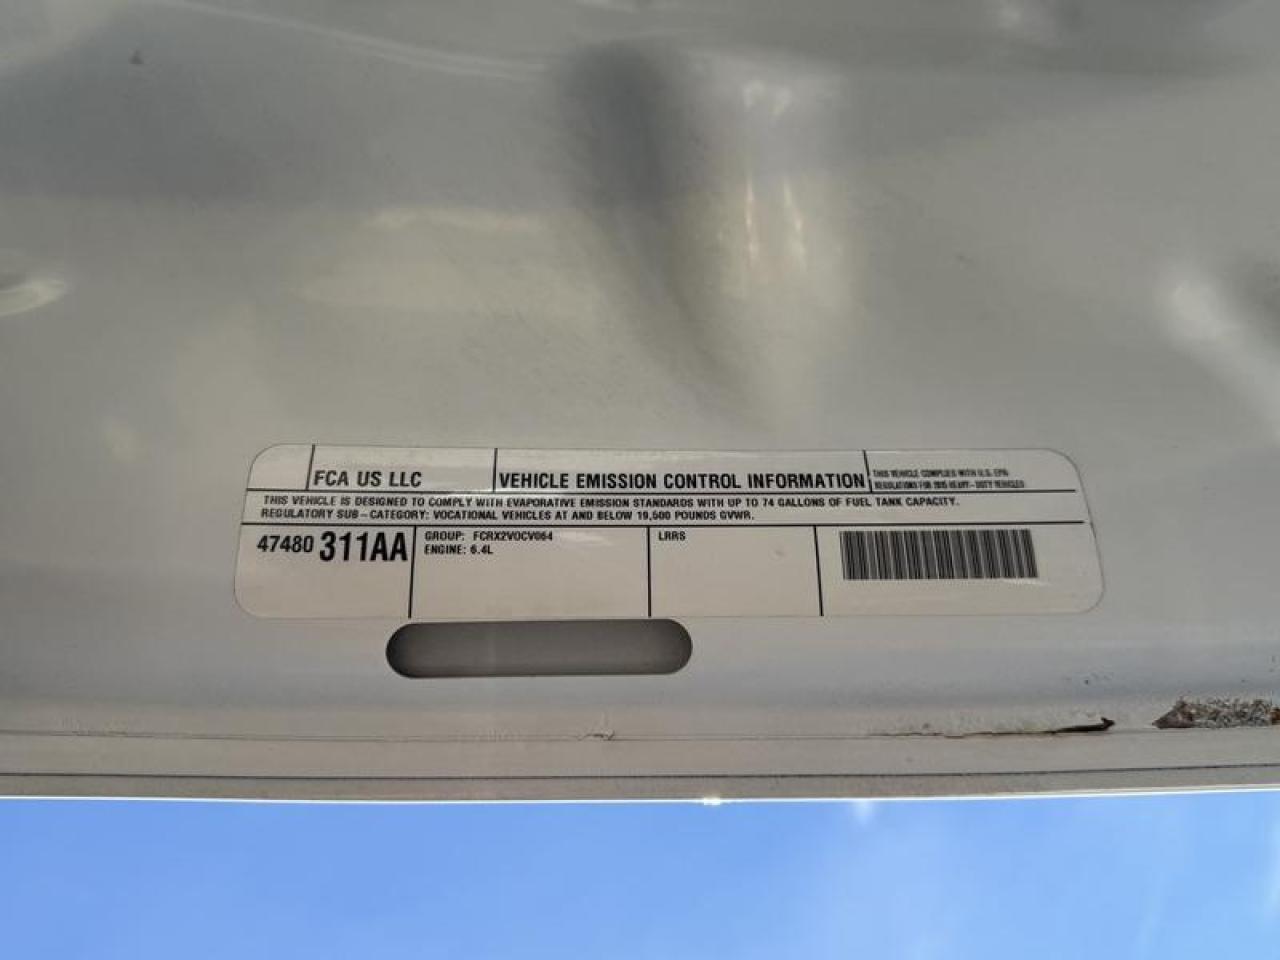 FCA US LLC
VEHICLE EMISSION CONTROL INFORMATION
THIS VEHICLE COMPLIES WITH U.S. EPA
REGULATIONS FOR 2015 HEAVY-DUTY VEHICLES
THIS VEHICLE IS DESIGNED TO COMPLY WITH EVAPORATIVE EMISSION STANDARDS WITH UP TO 74 GALLONS OF FUEL TANK CAPACITY.
REGULATORY SUB-CATEGORY: VOCATIONAL VEHICLES AT AND BELOW 19,500 POUNDS GVWR.
47480 311AA
GROUP: FCRX2VOCV064
ENGINE: 6.4L
LRRS